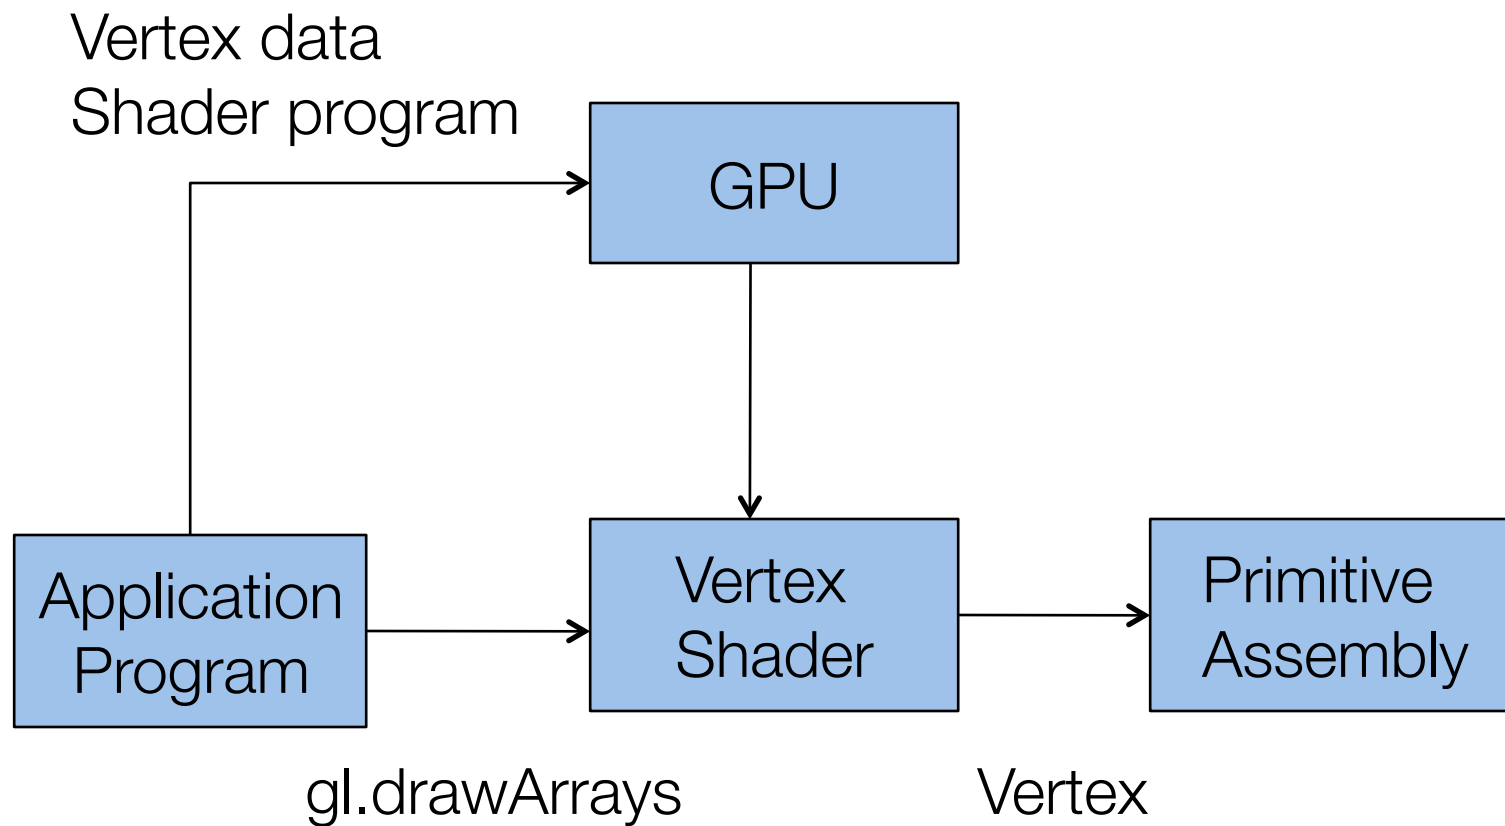 Vertex data
Shader program
GPU
Application
Program
Vertex
Shader
Primitive
Assembly
gl.drawArrays
Vertex